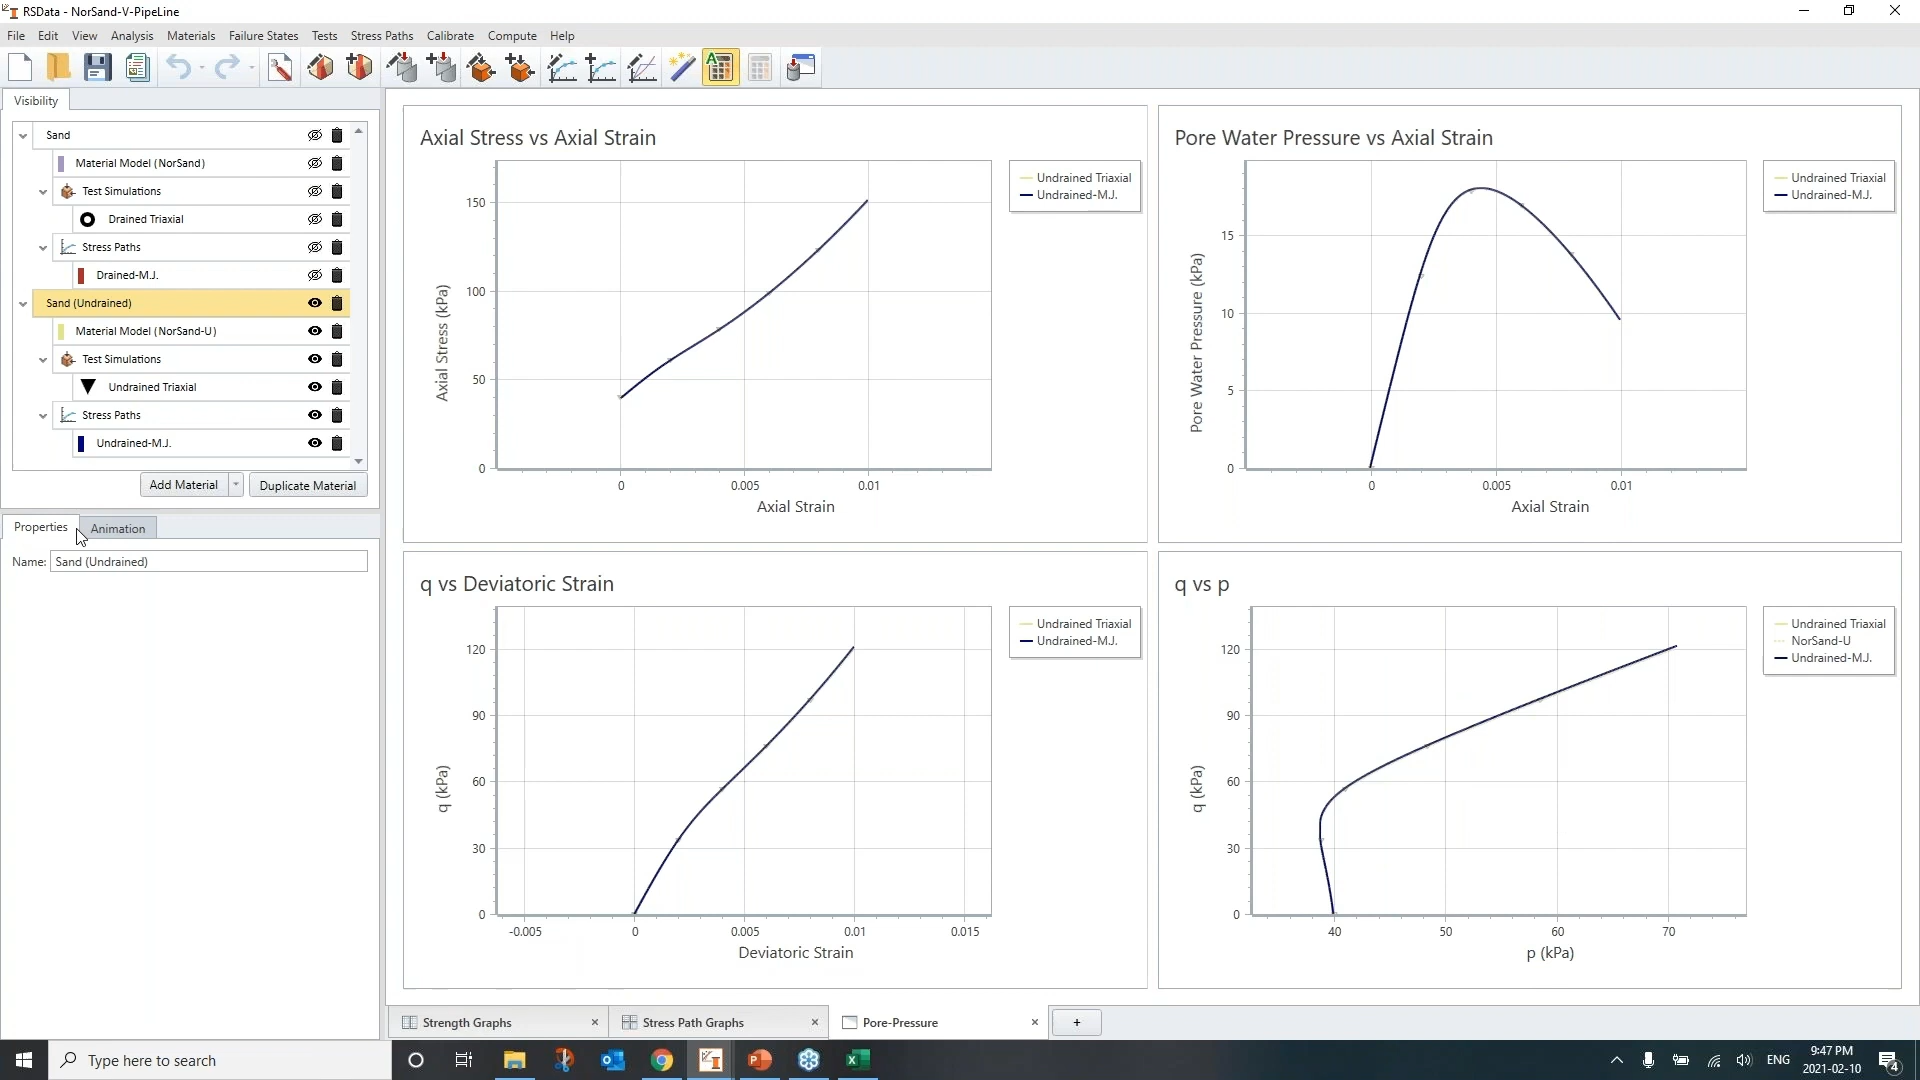 RSData - NorSand-V-PipeLine
File Edit View Analysis Materials Failure States Tests Stress Paths Calibrate Compute Help
Visibility
Sand
Material Model (NorSand)
Test Simulations
Drained Triaxial
Stress Paths
Drained-M.J.
Sand (Undrained)
Material Model (NorSand-U)
Test Simulations
Undrained Triaxial
Stress Paths
Undrained-M.J.
Add Material Duplicate Material
Properties Animation
Name: Sand (Undrained)
Axial Stress vs Axial Strain
Undrained Triaxial
Undrained-M.J.
Axial Stress (kPa)
150
100
50
0
0 0.005 0.01
Axial Strain
Pore Water Pressure vs Axial Strain
Undrained Triaxial
Undrained-M.J.
Pore Water Pressure (kPa)
15
10
5
0
0 0.005 0.01
Axial Strain
q vs Deviatoric Strain
Undrained Triaxial
Undrained-M.J.
q (kPa)
120
90
60
30
0
-0.005 0 0.005 0.01 0.015
Deviatoric Strain
q vs p
Undrained Triaxial
NorSand-U
Undrained-M.J.
q (kPa)
120
90
60
30
0
40 50 60 70
p (kPa)
Strength Graphs × Stress Path Graphs × Pore-Pressure × +
Type here to search
ENG
9:47 PM
2021-02-10
4